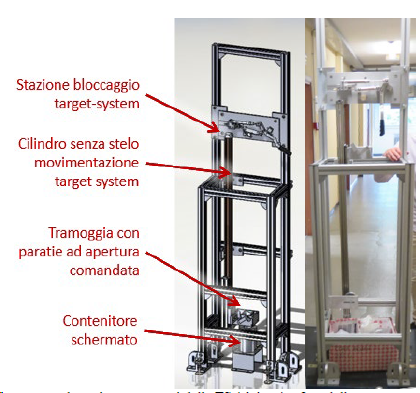 Stazione bloccaggio
target-system
Cilindro senza stelo
movimentazione
target system
Tramoggia con
paratie ad apertura
comandata
Contenitore
schermato